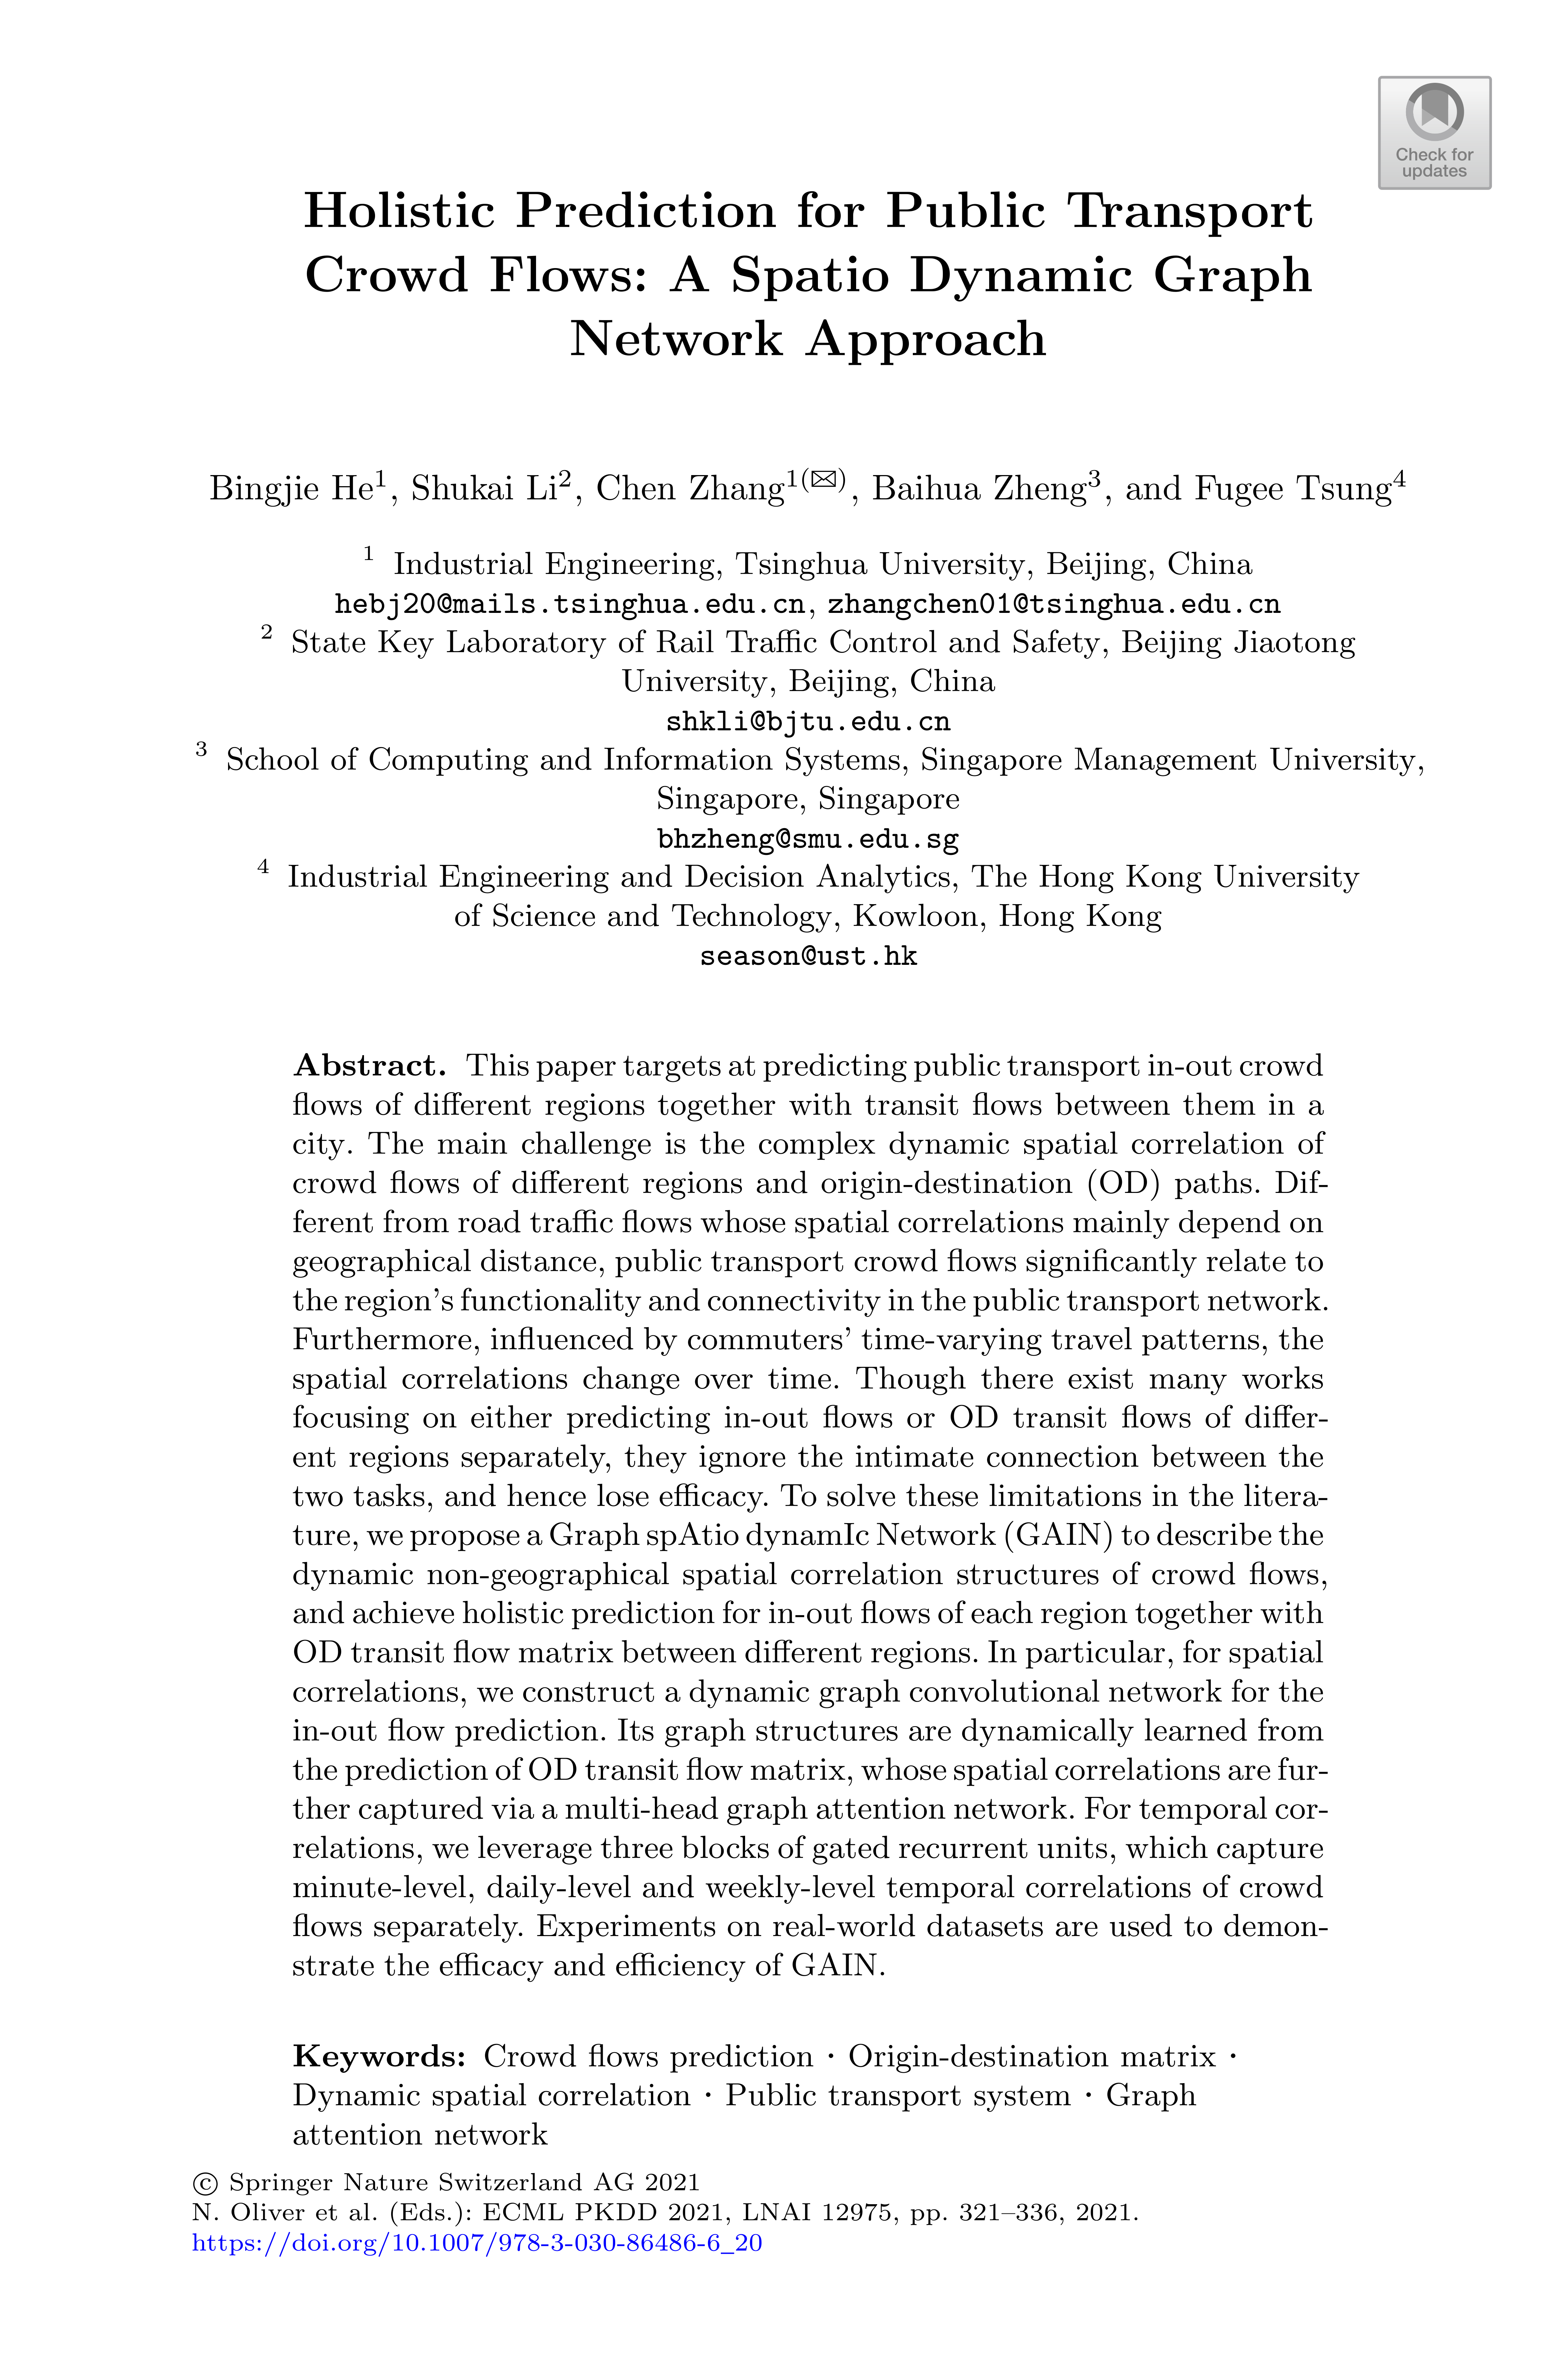 Check for
updates
Holistic Prediction for Public Transport
Crowd Flows: A Spatio Dynamic Graph
Network Approach
Bingjie He1, Shukai Li2, Chen Zhang1(✉), Baihua Zheng3, and Fugee Tsung4
1 Industrial Engineering, Tsinghua University, Beijing, China
hebj20@mails.tsinghua.edu.cn, zhangchen01@tsinghua.edu.cn
2 State Key Laboratory of Rail Traffic Control and Safety, Beijing Jiaotong
University, Beijing, China
shkli@bjtu.edu.cn
3 School of Computing and Information Systems, Singapore Management University,
Singapore, Singapore
bhzheng@smu.edu.sg
4 Industrial Engineering and Decision Analytics, The Hong Kong University
of Science and Technology, Kowloon, Hong Kong
season@ust.hk
Abstract. This paper targets at predicting public transport in-out crowd
flows of different regions together with transit flows between them in a
city. The main challenge is the complex dynamic spatial correlation of
crowd flows of different regions and origin-destination (OD) paths. Dif-
ferent from road traffic flows whose spatial correlations mainly depend on
geographical distance, public transport crowd flows significantly relate to
the region's functionality and connectivity in the public transport network.
Furthermore, influenced by commuters' time-varying travel patterns, the
spatial correlations change over time. Though there exist many works
focusing on either predicting in-out flows or OD transit flows of differ-
ent regions separately, they ignore the intimate connection between the
two tasks, and hence lose efficacy. To solve these limitations in the litera-
ture, we propose a Graph spAtio dynamIc Network (GAIN) to describe the
dynamic non-geographical spatial correlation structures of crowd flows,
and achieve holistic prediction for in-out flows of each region together with
OD transit flow matrix between different regions. In particular, for spatial
correlations, we construct a dynamic graph convolutional network for the
in-out flow prediction. Its graph structures are dynamically learned from
the prediction of OD transit flow matrix, whose spatial correlations are fur-
ther captured via a multi-head graph attention network. For temporal cor-
relations, we leverage three blocks of gated recurrent units, which capture
minute-level, daily-level and weekly-level temporal correlations of crowd
flows separately. Experiments on real-world datasets are used to demon-
strate the efficacy and efficiency of GAIN.
Keywords: Crowd flows prediction · Origin-destination matrix ·
Dynamic spatial correlation · Public transport system · Graph
attention network
© Springer Nature Switzerland AG 2021
N. Oliver et al. (Eds.): ECML PKDD 2021, LNAI 12975, pp. 321–336, 2021.
https://doi.org/10.1007/978-3-030-86486-6_20